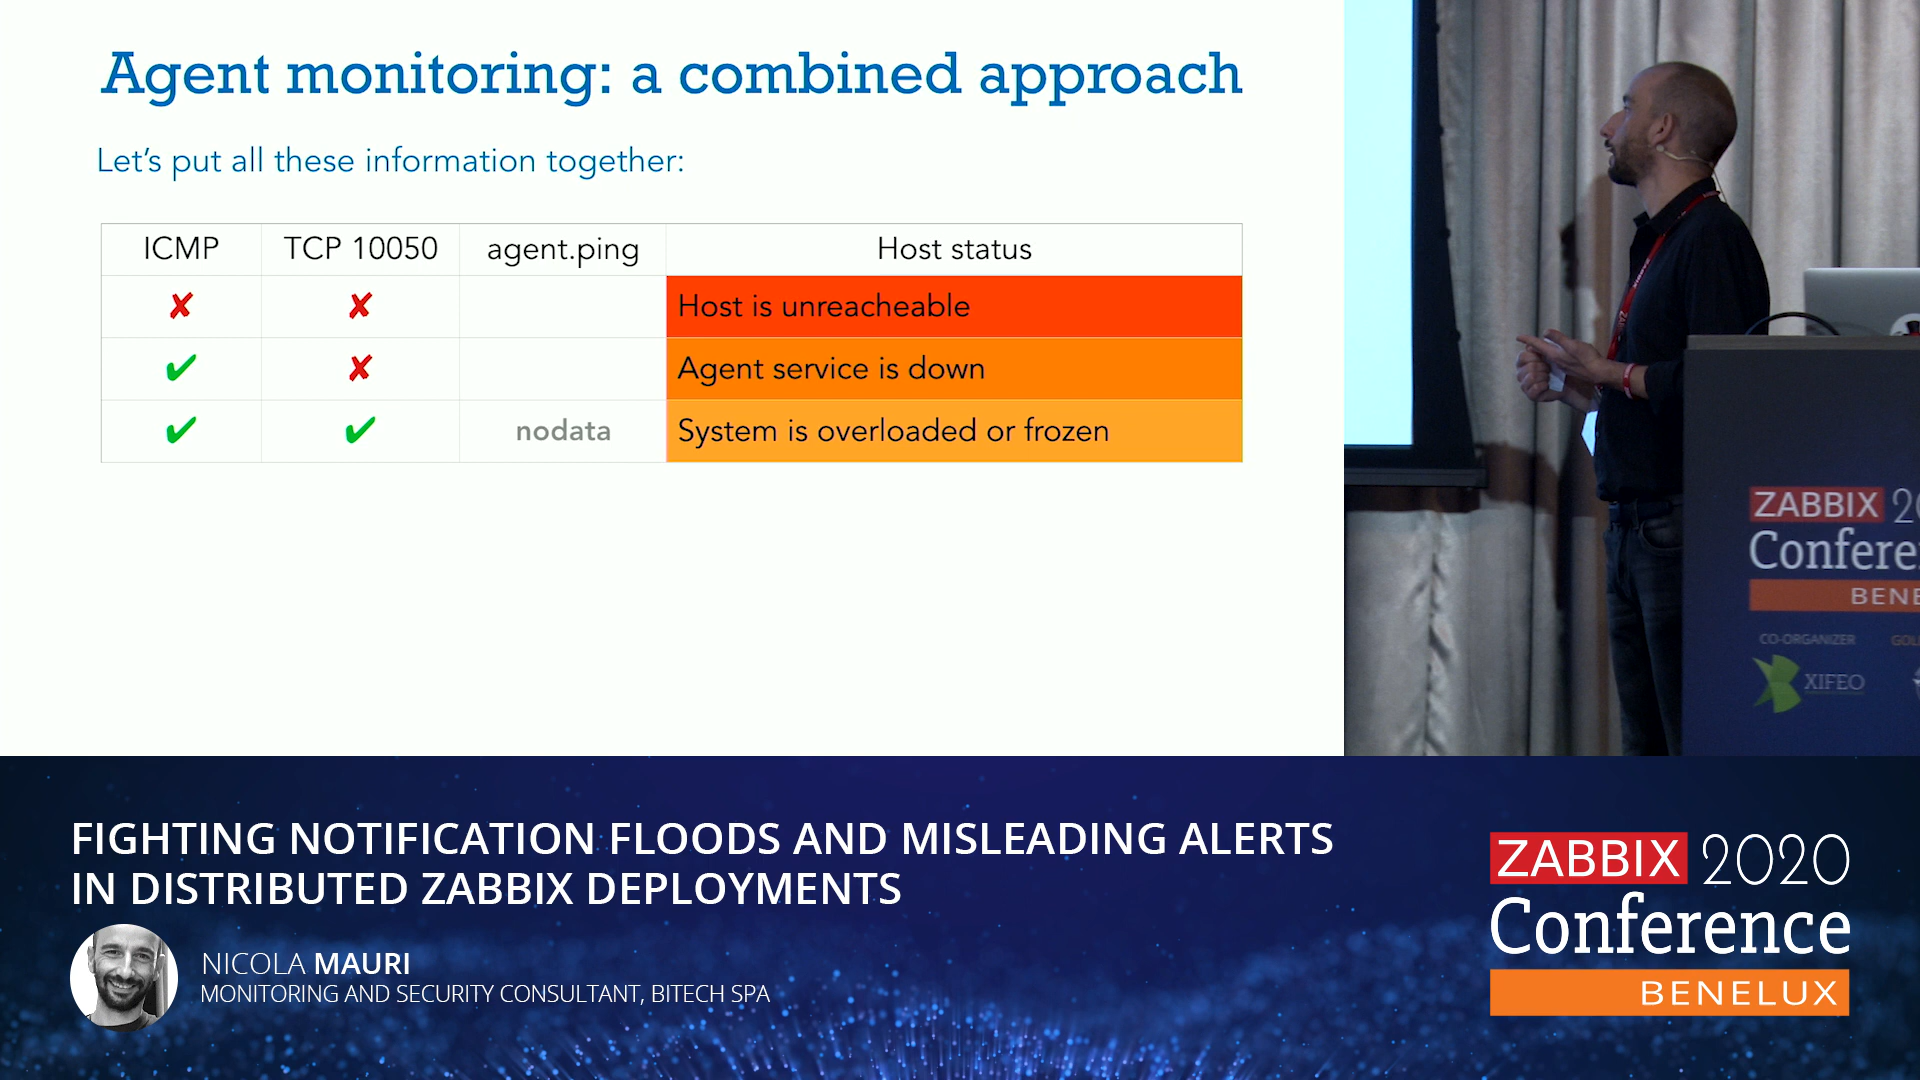 Agent monitoring: a combined approach
Let's put all these information together:
ICMP TCP 10050 agent.ping Host status
✘ ✘ Host is unreacheable
✔ ✘ Agent service is down
✔ ✔ nodata System is overloaded or frozen
ZABBIX 20
Confere
BENE
CO-ORGANIZER GOL
XIFEO
FIGHTING NOTIFICATION FLOODS AND MISLEADING ALERTS
IN DISTRIBUTED ZABBIX DEPLOYMENTS
NICOLA MAURI
MONITORING AND SECURITY CONSULTANT, BITECH SPA
ZABBIX 2020
Conference
BENELUX